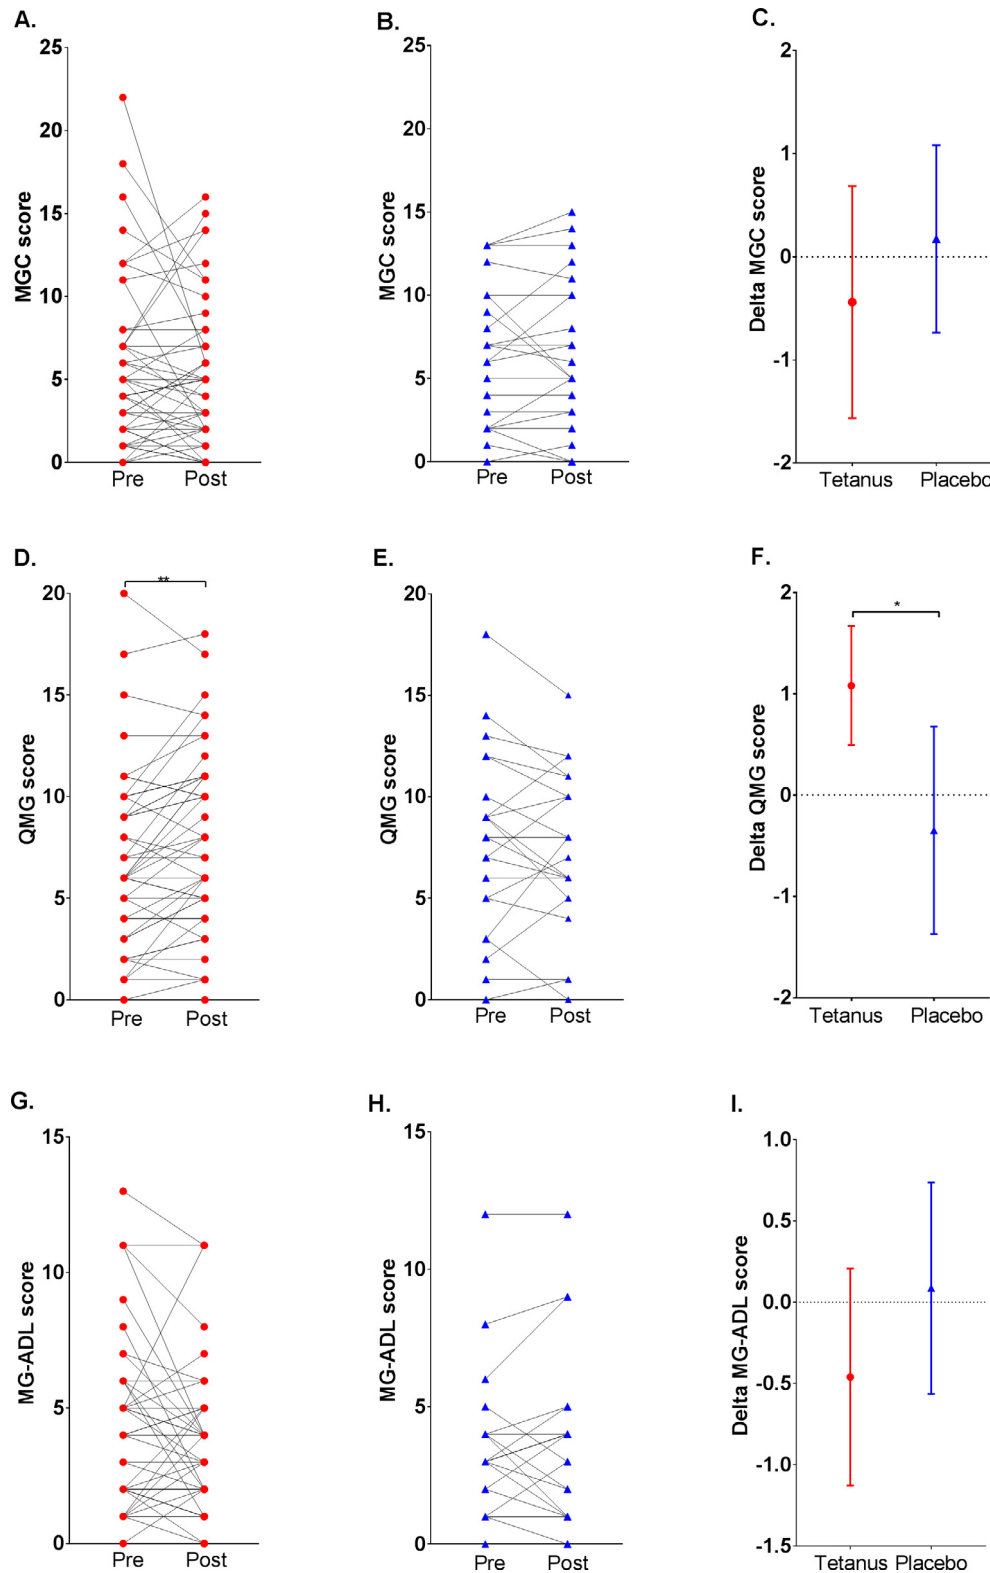 A.
25
20
15
10
5
0
MGC score
Pre Post
B.
25
20
15
10
5
0
MGC score
Pre Post
C.
2
1
0
-1
-2
Delta MGC score
Tetanus Placebo
D.
20
15
10
5
0
QMG score
**
Pre Post
E.
20
15
10
5
0
QMG score
Pre Post
F.
2
1
0
-1
-2
Delta QMG score
*
Tetanus Placebo
G.
15
10
5
0
MG-ADL score
Pre Post
H.
15
10
5
0
MG-ADL score
Pre Post
I.
1.0
0.5
0.0
-0.5
-1.0
-1.5
Delta MG-ADL score
Tetanus Placebo